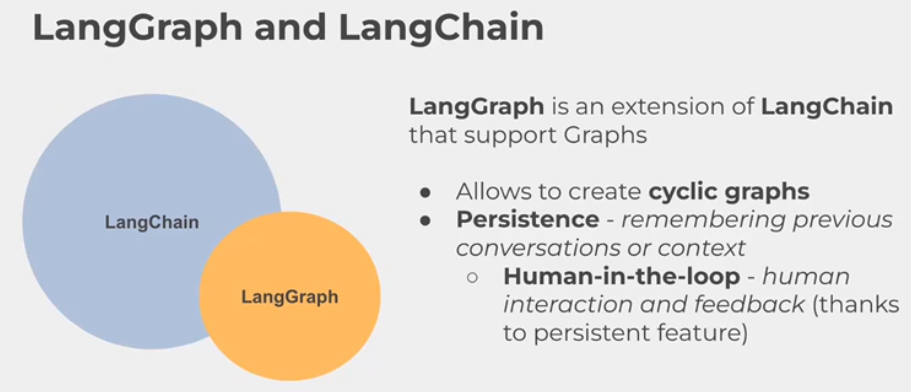 LangGraph and LangChain
LangChain
LangGraph
LangGraph is an extension of LangChain
that support Graphs
● Allows to create cyclic graphs
● Persistence - remembering previous
conversations or context
○ Human-in-the-loop - human
interaction and feedback (thanks
to persistent feature)